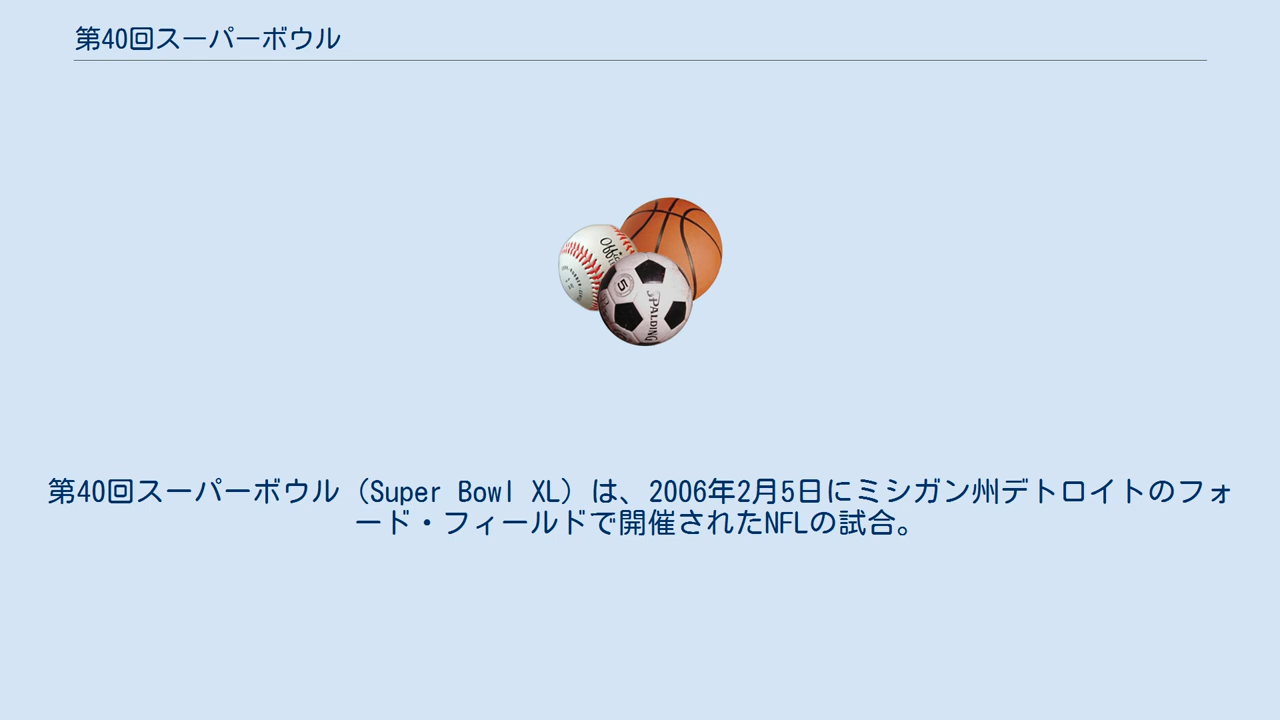 第40回スーパーボウル
Offic
5
SPALDING
第40回スーパーボウル（Super Bowl XL）は、2006年2月5日にミシガン州デトロイトのフォ
ード・フィールドで開催されたNFLの試合。